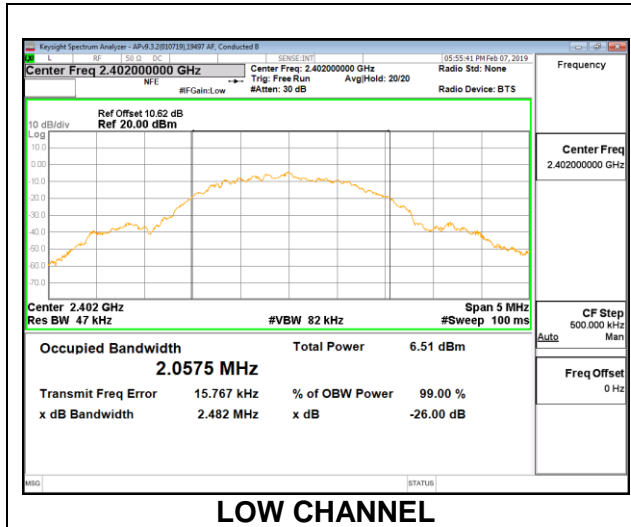 Keysight Spectrum Analyzer - APv9.3.2(010719),19497 AF, Conducted B
L RF 50 Ω DC SENSE:INT 05:55:41 PM Feb 07, 2019
Center Freq 2.402000000 GHz Center Freq: 2.402000000 GHz Radio Std: None
NFE Trig: Free Run Avg|Hold: 20/20
#IFGain:Low #Atten: 30 dB Radio Device: BTS
Frequency
Ref Offset 10.62 dB
10 dB/div Ref 20.00 dBm
Log
10.0
0.00
-10.0
-20.0
-30.0
-40.0
-50.0
-60.0
-70.0
Center 2.402 GHz Span 5 MHz
Res BW 47 kHz #VBW 82 kHz #Sweep 100 ms
Center Freq
2.402000000 GHz
CF Step
500.000 kHz
Auto Man
Freq Offset
0 Hz
Occupied Bandwidth Total Power 6.51 dBm
2.0575 MHz
Transmit Freq Error 15.767 kHz % of OBW Power 99.00 %
x dB Bandwidth 2.482 MHz x dB -26.00 dB
MSG STATUS
LOW CHANNEL